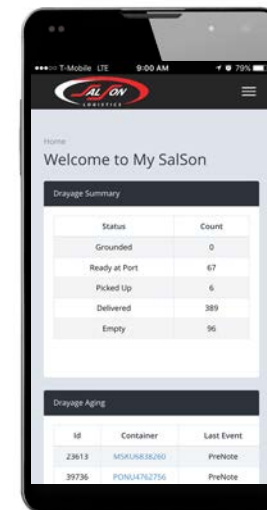 T-Mobile LTE 9:00 AM 79%
SALSON
LOGISTICS
Home
Welcome to My SalSon
Drayage Summary
Status Count
Grounded 0
Ready at Port 67
Picked Up 6
Delivered 389
Empty 96
Drayage Aging
Id Container Last Event
23613 MSKU6838260 PreNote
39736 PONU4762756 PreNote